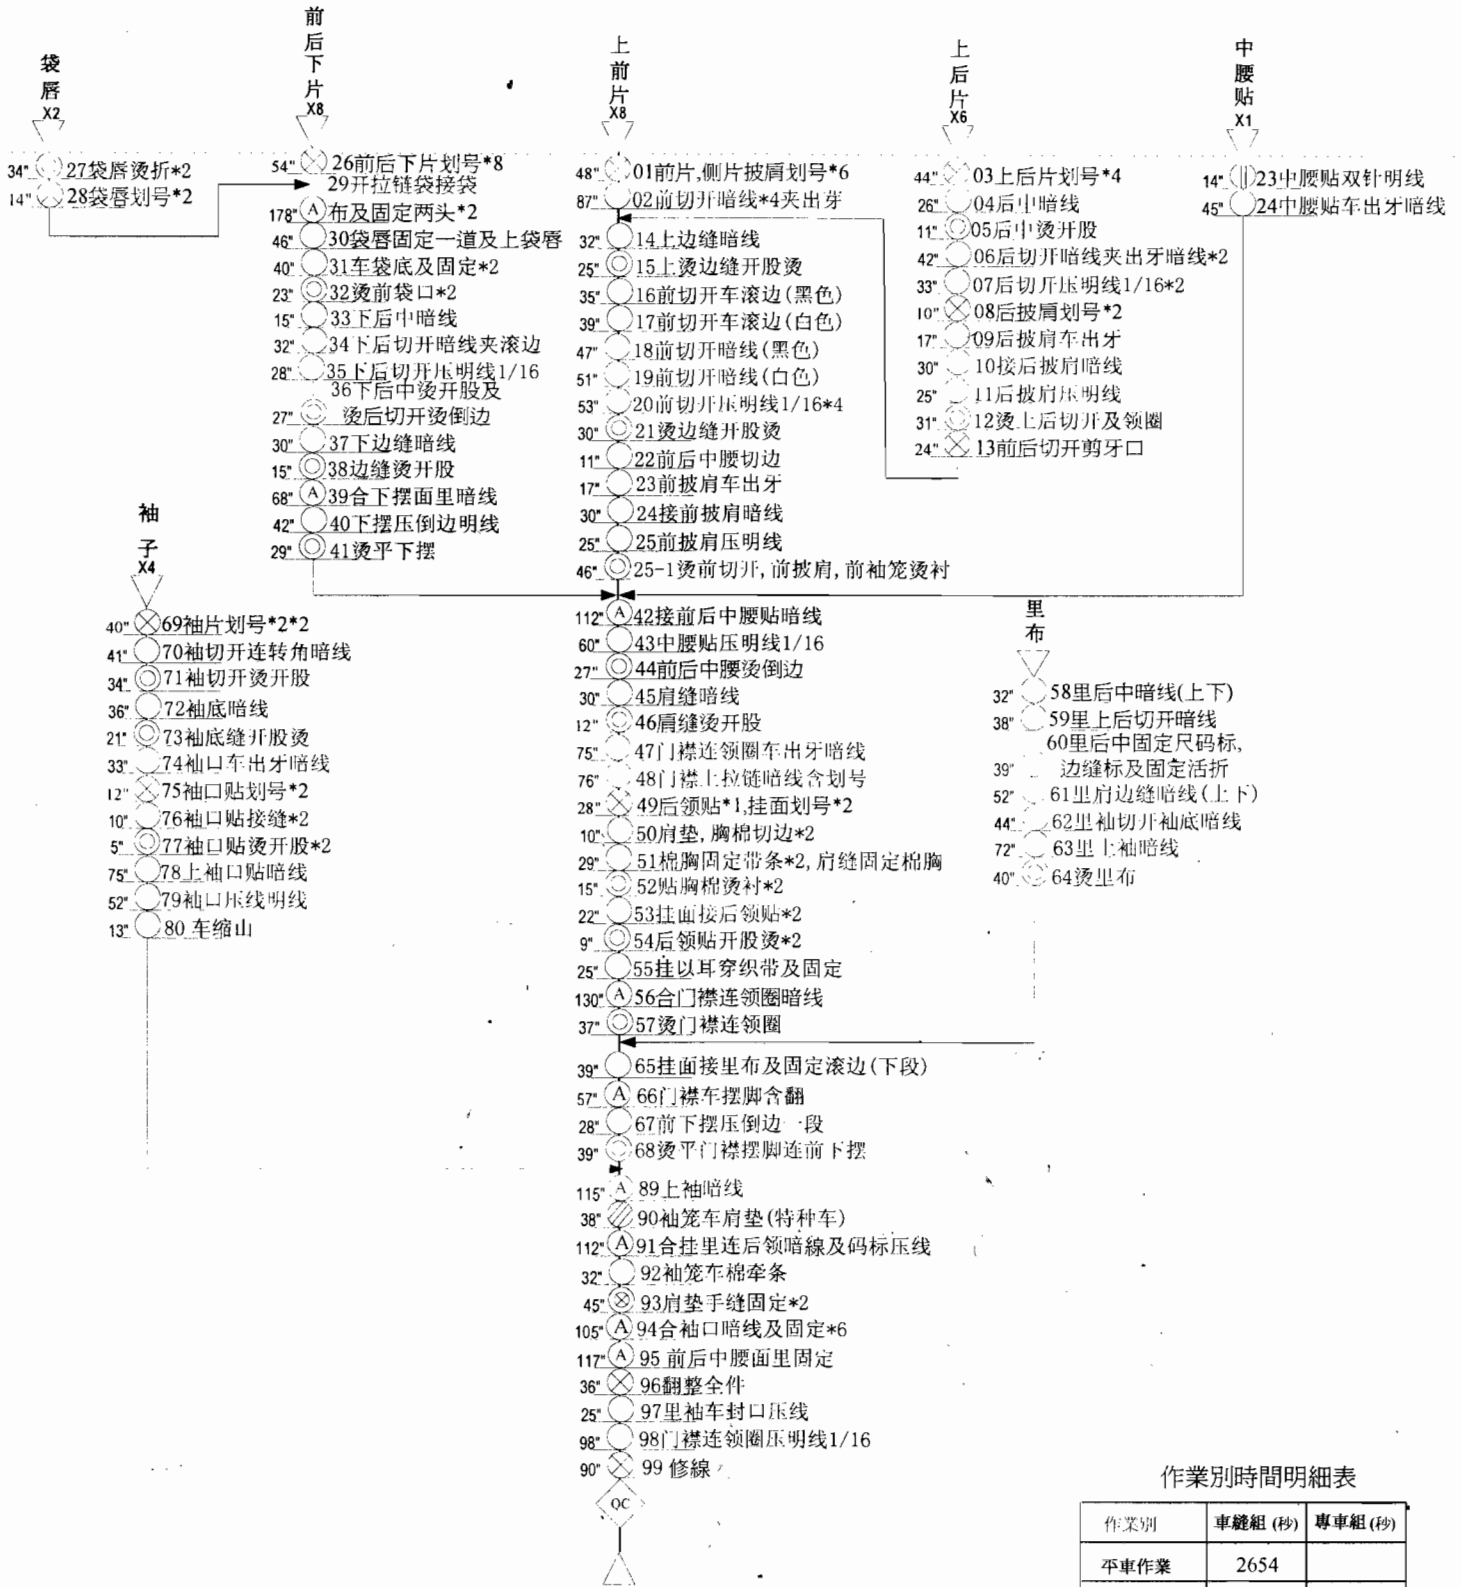 袋唇
X2
34" 27袋唇烫折*2
14" 28袋唇划号*2
前后下片
X8
54" 26前后下片划号*8
29开拉链袋接袋
178" A 布及固定两头*2
46" 30袋唇固定一道及上袋唇
40" 31车袋底及固定*2
23" 32烫前袋口*2
15" 33下后中暗线
32" 34下后切开暗线夹滚边
28" 35下后切开压明线1/16
36下后中烫开股及
27" 烫后切开烫倒边
30" 37下边缝暗线
15" 38边缝烫开股
68" A 39合下摆面里暗线
42" 40下摆压倒边明线
29" 41烫平下摆
上前片
X8
48" 01前片,侧片披肩划号*6
87" 02前切开暗线*4夹出芽
32" 14上边缝暗线
25" 15上烫边缝开股烫
35" 16前切开车滚边(黑色)
39" 17前切开车滚边(白色)
47" 18前切开暗线(黑色)
51" 19前切开暗线(白色)
53" 20前切开压明线1/16*4
30" 21烫边缝开股烫
11" 22前后中腰切边
17" 23前披肩车出牙
30" 24接前披肩暗线
25" 25前披肩压明线
46" 25-1烫前切开,前披肩,前袖笼烫衬
上后片
X6
44" 03上后片划号*4
26" 04后中暗线
11" 05后中烫开股
42" 06后切开暗线夹出牙暗线*2
33" 07后切开压明线1/16*2
10" 08后披肩划号*2
17" 09后披肩车出牙
30" 10接后披肩暗线
25" 11后披肩压明线
31" 12烫上后切开及领圈
24" 13前后切开剪牙口
中腰贴
X1
14" 23中腰贴双针明线
45" 24中腰贴车出牙暗线
袖子
X4
40" 69袖片划号*2*2
41" 70袖切开连转角暗线
34" 71袖切开烫开股
36" 72袖底暗线
21" 73袖底缝开股烫
33" 74袖口车出牙暗线
12" 75袖口贴划号*2
10" 76袖口贴接缝*2
5" 77袖口贴烫开股*2
75" 78上袖口贴暗线
52" 79袖口压线明线
13" 80 车缩山
112" A 42接前后中腰贴暗线
60" 43中腰贴压明线1/16
27" 44前后中腰烫倒边
30" 45肩缝暗线
12" 46肩缝烫开股
75" 47门襟连领圈车出牙暗线
76" 48门襟上拉链暗线含划号
28" 49后领贴*1,挂面划号*2
10" 50肩垫,胸棉切边*2
29" 51棉胸固定带条*2,肩缝固定棉胸
15" 52贴胸棉烫衬*2
22" 53挂面接后领贴*2
9" 54后领贴开股烫*2
25" 55挂以耳穿织带及固定
130" A 56合门襟连领圈暗线
37" 57烫门襟连领圈
里布
32" 58里后中暗线(上下)
38" 59里上后切开暗线
60里后中固定尺码标,
39" 边缝标及固定活折
52" 61里肩边缝暗线(上下)
44" 62里袖切开袖底暗线
72" 63里上袖暗线
40" 64烫里布
39" 65挂面接里布及固定滚边(下段)
57" A 66门襟车摆脚含翻
28" 67前下摆压倒边一段
39" 68烫平门襟摆脚连前下摆
115" A 89上袖暗线
38" 90袖笼车肩垫(特种车)
112" A 91合挂里连后领暗線及码标压线
32" 92袖笼车棉牵条
45" 93肩垫手缝固定*2
105" A 94合袖口暗线及固定*6
117" A 95 前后中腰面里固定
36" 96翻整全件
25" 97里袖车封口压线
98" 98门襟连领圈压明线1/16
90" 99 修線
QC
作業別時間明細表
作業別 車縫組(秒) 專車組(秒)
平車作業 2654